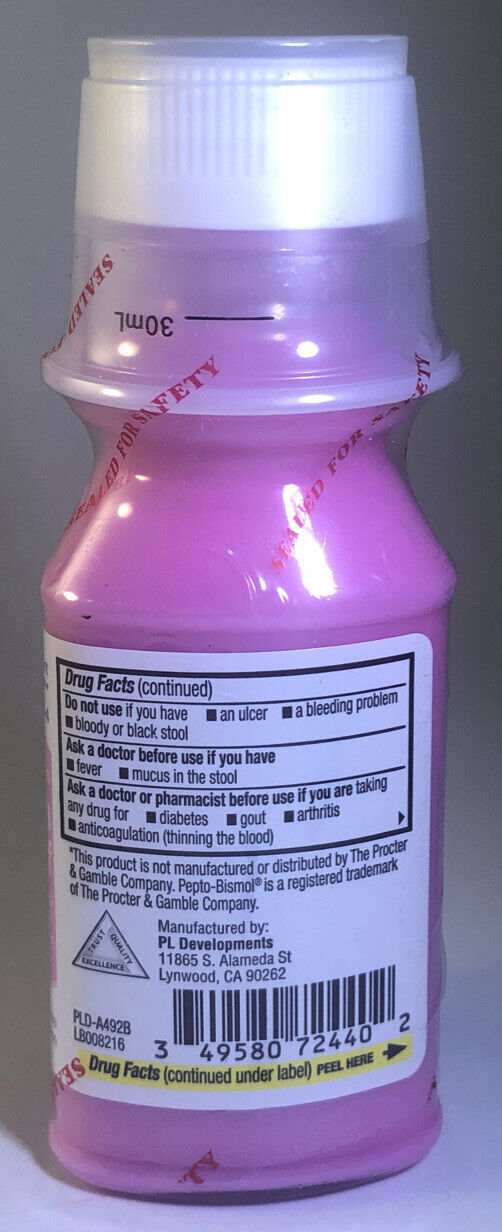 30mL
SEALED FOR SAFETY
SEALED FOR SAFETY
Drug Facts (continued)
Do not use if you have ■ an ulcer ■ a bleeding problem
■ bloody or black stool
Ask a doctor before use if you have
■ fever ■ mucus in the stool
Ask a doctor or pharmacist before use if you are taking
any drug for ■ diabetes ■ gout ■ arthritis
■ anticoagulation (thinning the blood)
*This product is not manufactured or distributed by The Procter
& Gamble Company. Pepto-Bismol® is a registered trademark
of The Procter & Gamble Company.
TRUST QUALITY
EXCELLENCE
Manufactured by:
PL Developments
11865 S. Alameda St
Lynwood, CA 90262
PLD-A492B
LB008216
3 49580 72440 2
Drug Facts (continued under label) PEEL HERE